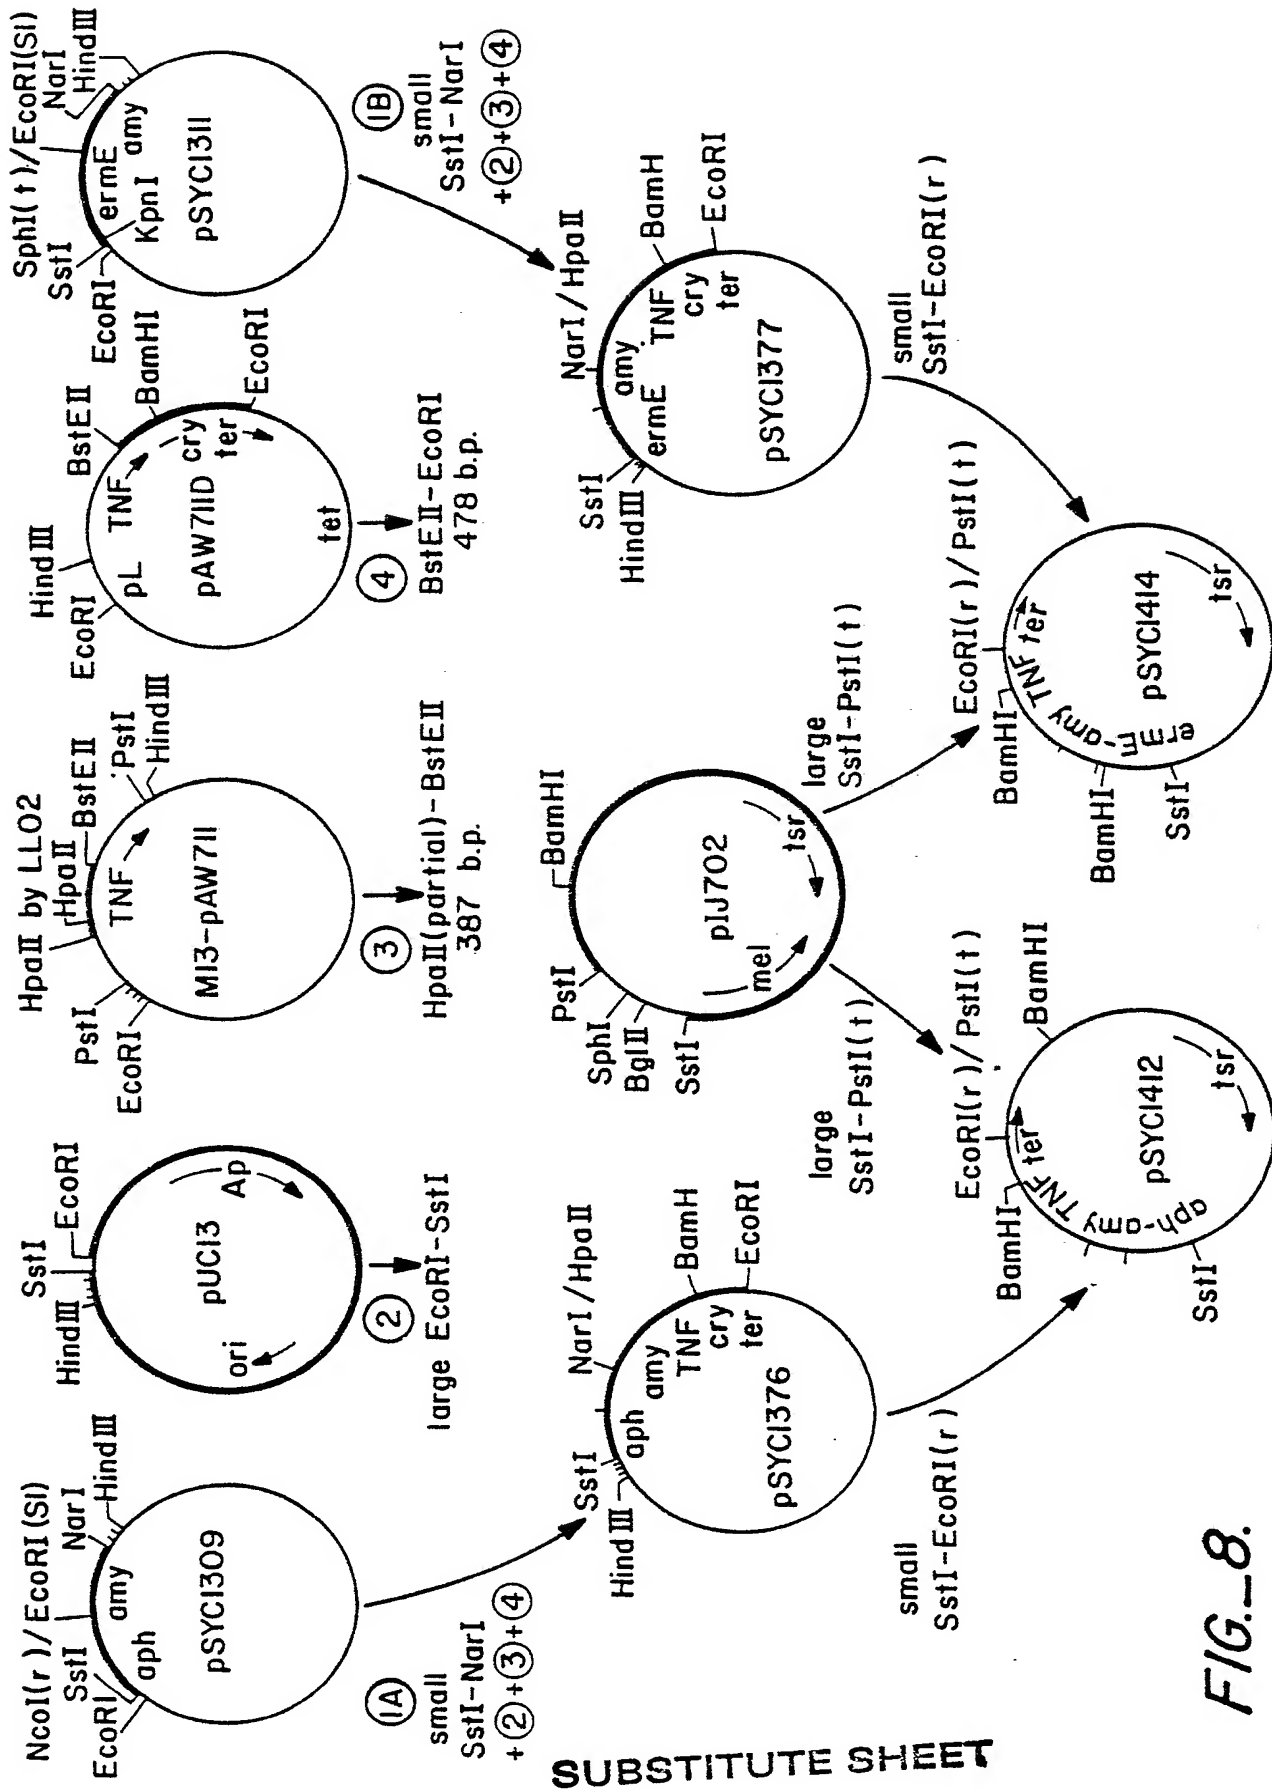 NcoI(r)/EcoRI(SI)
SstI
EcoRI
NarI
HindIII
aph
amy
pSYC1309
1A
small
SstI-NarI
+2+3+4
HindIII
SstI
EcoRI
ori
Ap
pUC13
2
large EcoRI-SstI
HpaII by LL02
HpaII
BstEII
PstI
PstI
HindIII
EcoRI
TNF
M13-pAW711
3
HpaII(partial)-BstEII
387 b.p.
HindIII
EcoRI
BstEII
BamHI
EcoRI
pL
TNF
cry
ter
pAW711D
tet
4
BstEII-EcoRI
478 b.p.
SphI(t)/EcoRI(SI)
SstI
EcoRI
NarI
HindIII
ermE
KpnI
amy
pSYC1311
1B
small
SstI-NarI
+2+3+4
SstI
HindIII
NarI/HpaII
BamH
EcoRI
aph
amy
TNF
cry
ter
pSYC1376
small
SstI-EcoRI(r)
PstI
SphI
BglII
SstI
BamHI
mel
tsr
pIJ702
large
SstI-PstI(t)
large
SstI-PstI(t)
SstI
HindIII
NarI/HpaII
BamH
EcoRI
ermE
amy
TNF
cry
ter
pSYC1377
small
SstI-EcoRI(r)
EcoRI(r)/PstI(t)
BamHI
BamHI
SstI
aph-amy TNF ter
tsr
pSYC1412
EcoRI(r)/PstI(t)
BamHI
BamHI
SstI
ermE-amy TNF ter
tsr
pSYC1414
FIG._8.
SUBSTITUTE SHEET